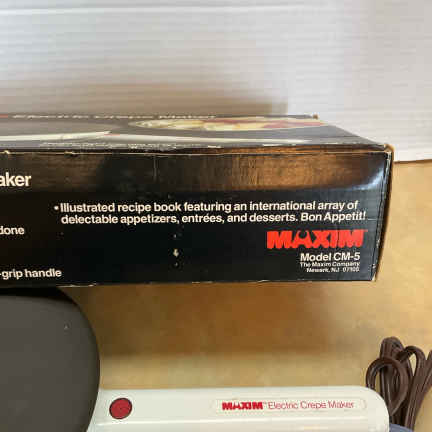 Electric Crepe Maker
aker
• Illustrated recipe book featuring an international array of
delectable appetizers, entrées, and desserts. Bon Appetit!
done
MAXIM
Model CM-5
The Maxim Company
Newark, NJ 07105
-grip handle
MAXIM™ Electric Crepe Maker